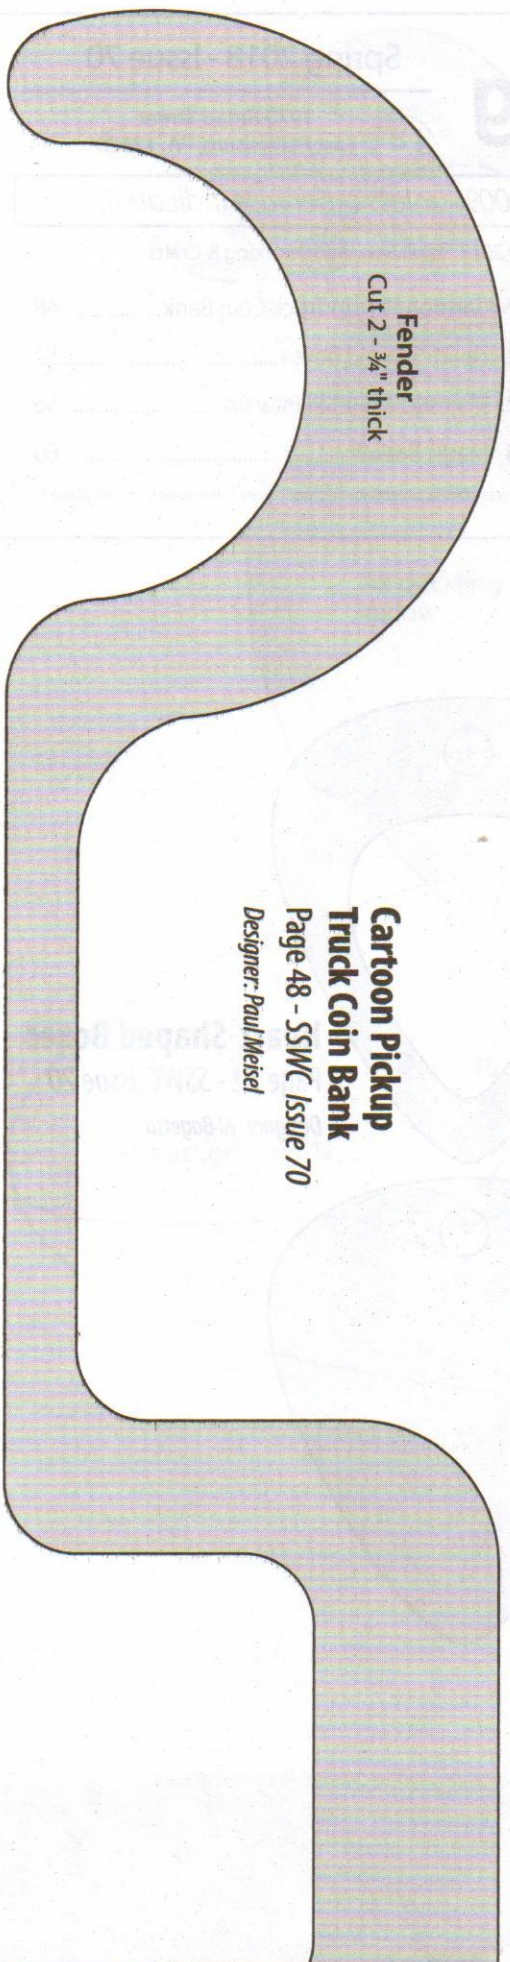 Fender
Cut 2 - ¾" thick
Cartoon Pickup
Truck Coin Bank
Page 48 - SSWC Issue 70
Designer: Paul Meisel